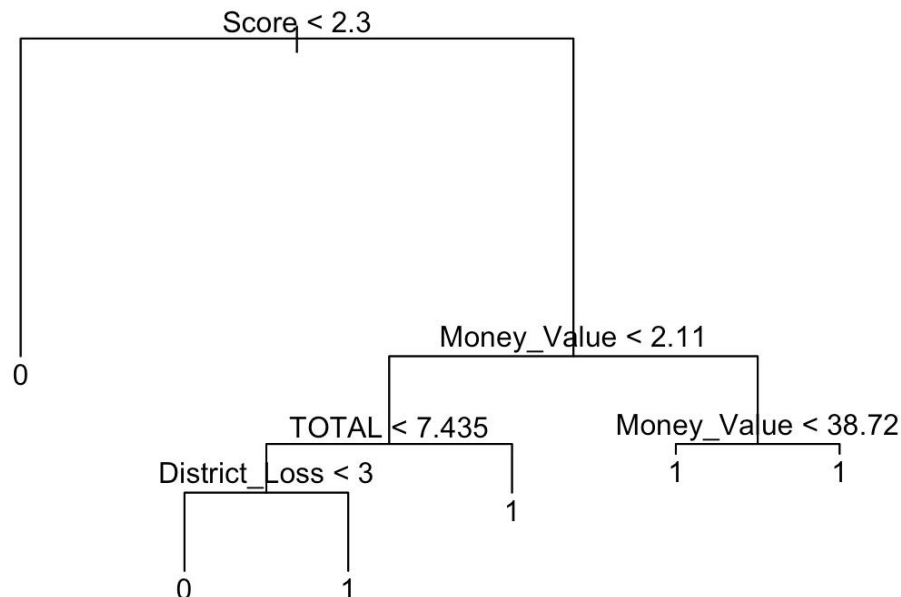 Score < 2.3
Money_Value < 2.11
0
TOTAL < 7.435
Money_Value < 38.72
District_Loss < 3
1
1
1
0
1